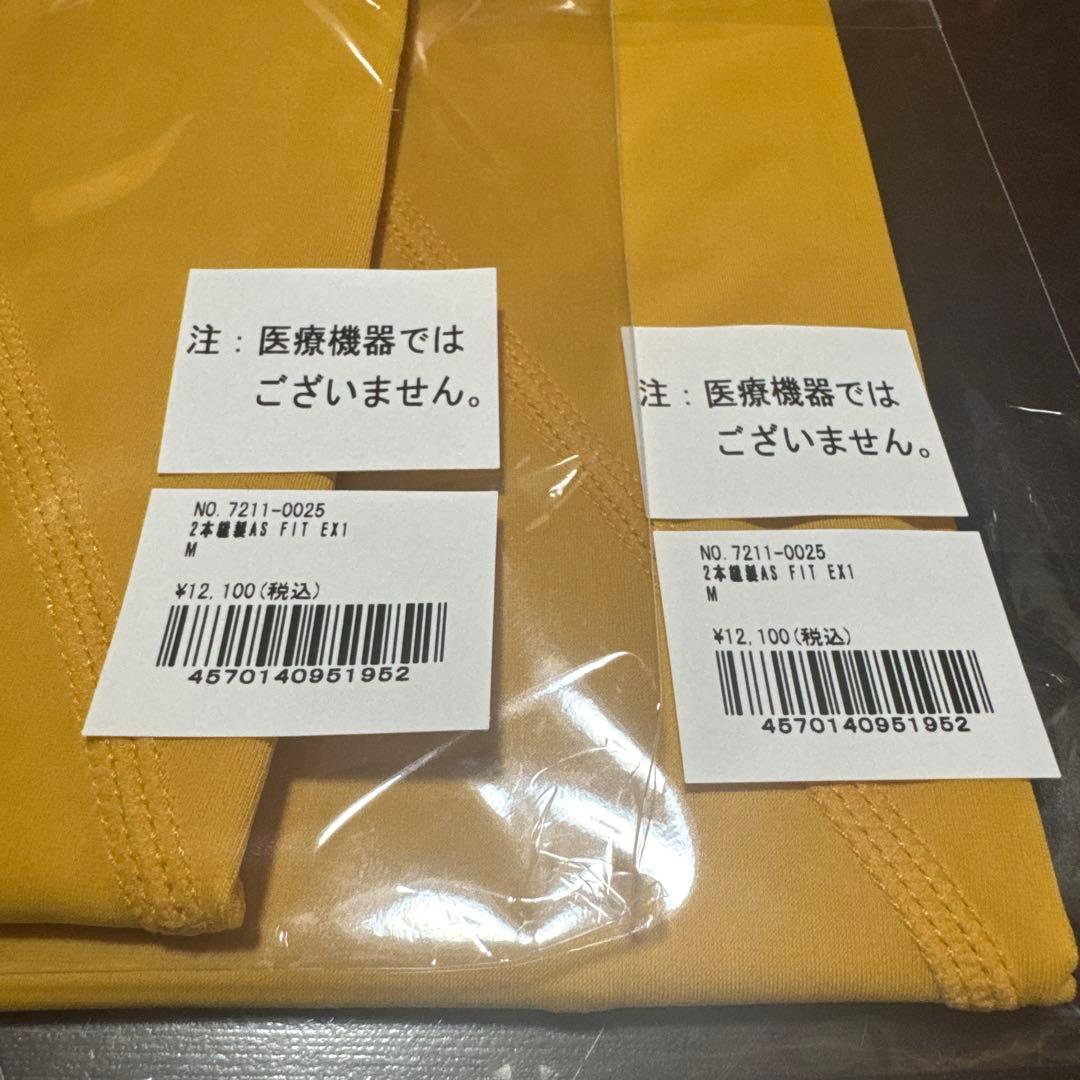 注：医療機器では
ございません。
NO. 7211-0025
2本縫製AS FIT EX1
M
¥12,100(税込)
4570140951952
注：医療機器では
ございません。
NO. 7211-0025
2本縫製AS FIT EX1
M
¥12,100(税込)
4570140951952